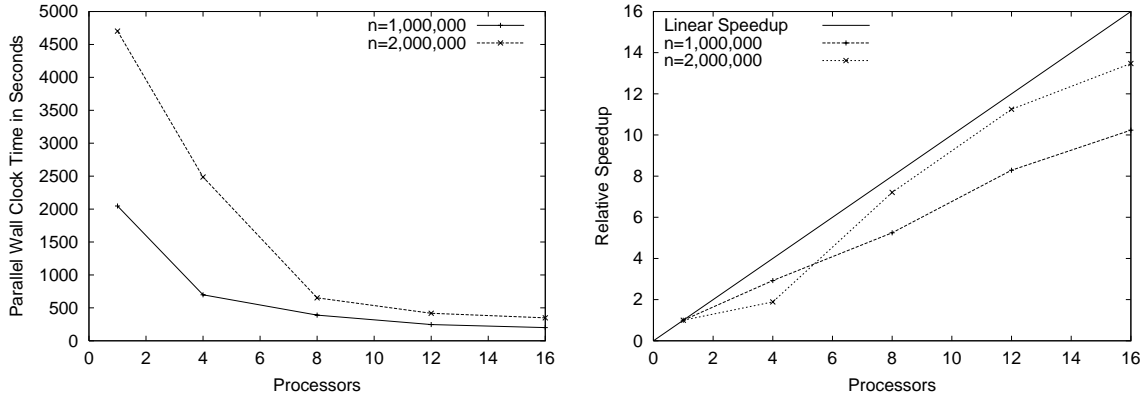 Parallel Wall Clock Time in Seconds
5000
4500
4000
3500
3000
2500
2000
1500
1000
500
0
n=1,000,000
n=2,000,000
0 2 4 6 8 10 12 14 16
Processors
Relative Speedup
16
14
12
10
8
6
4
2
0
Linear Speedup
n=1,000,000
n=2,000,000
0 2 4 6 8 10 12 14 16
Processors